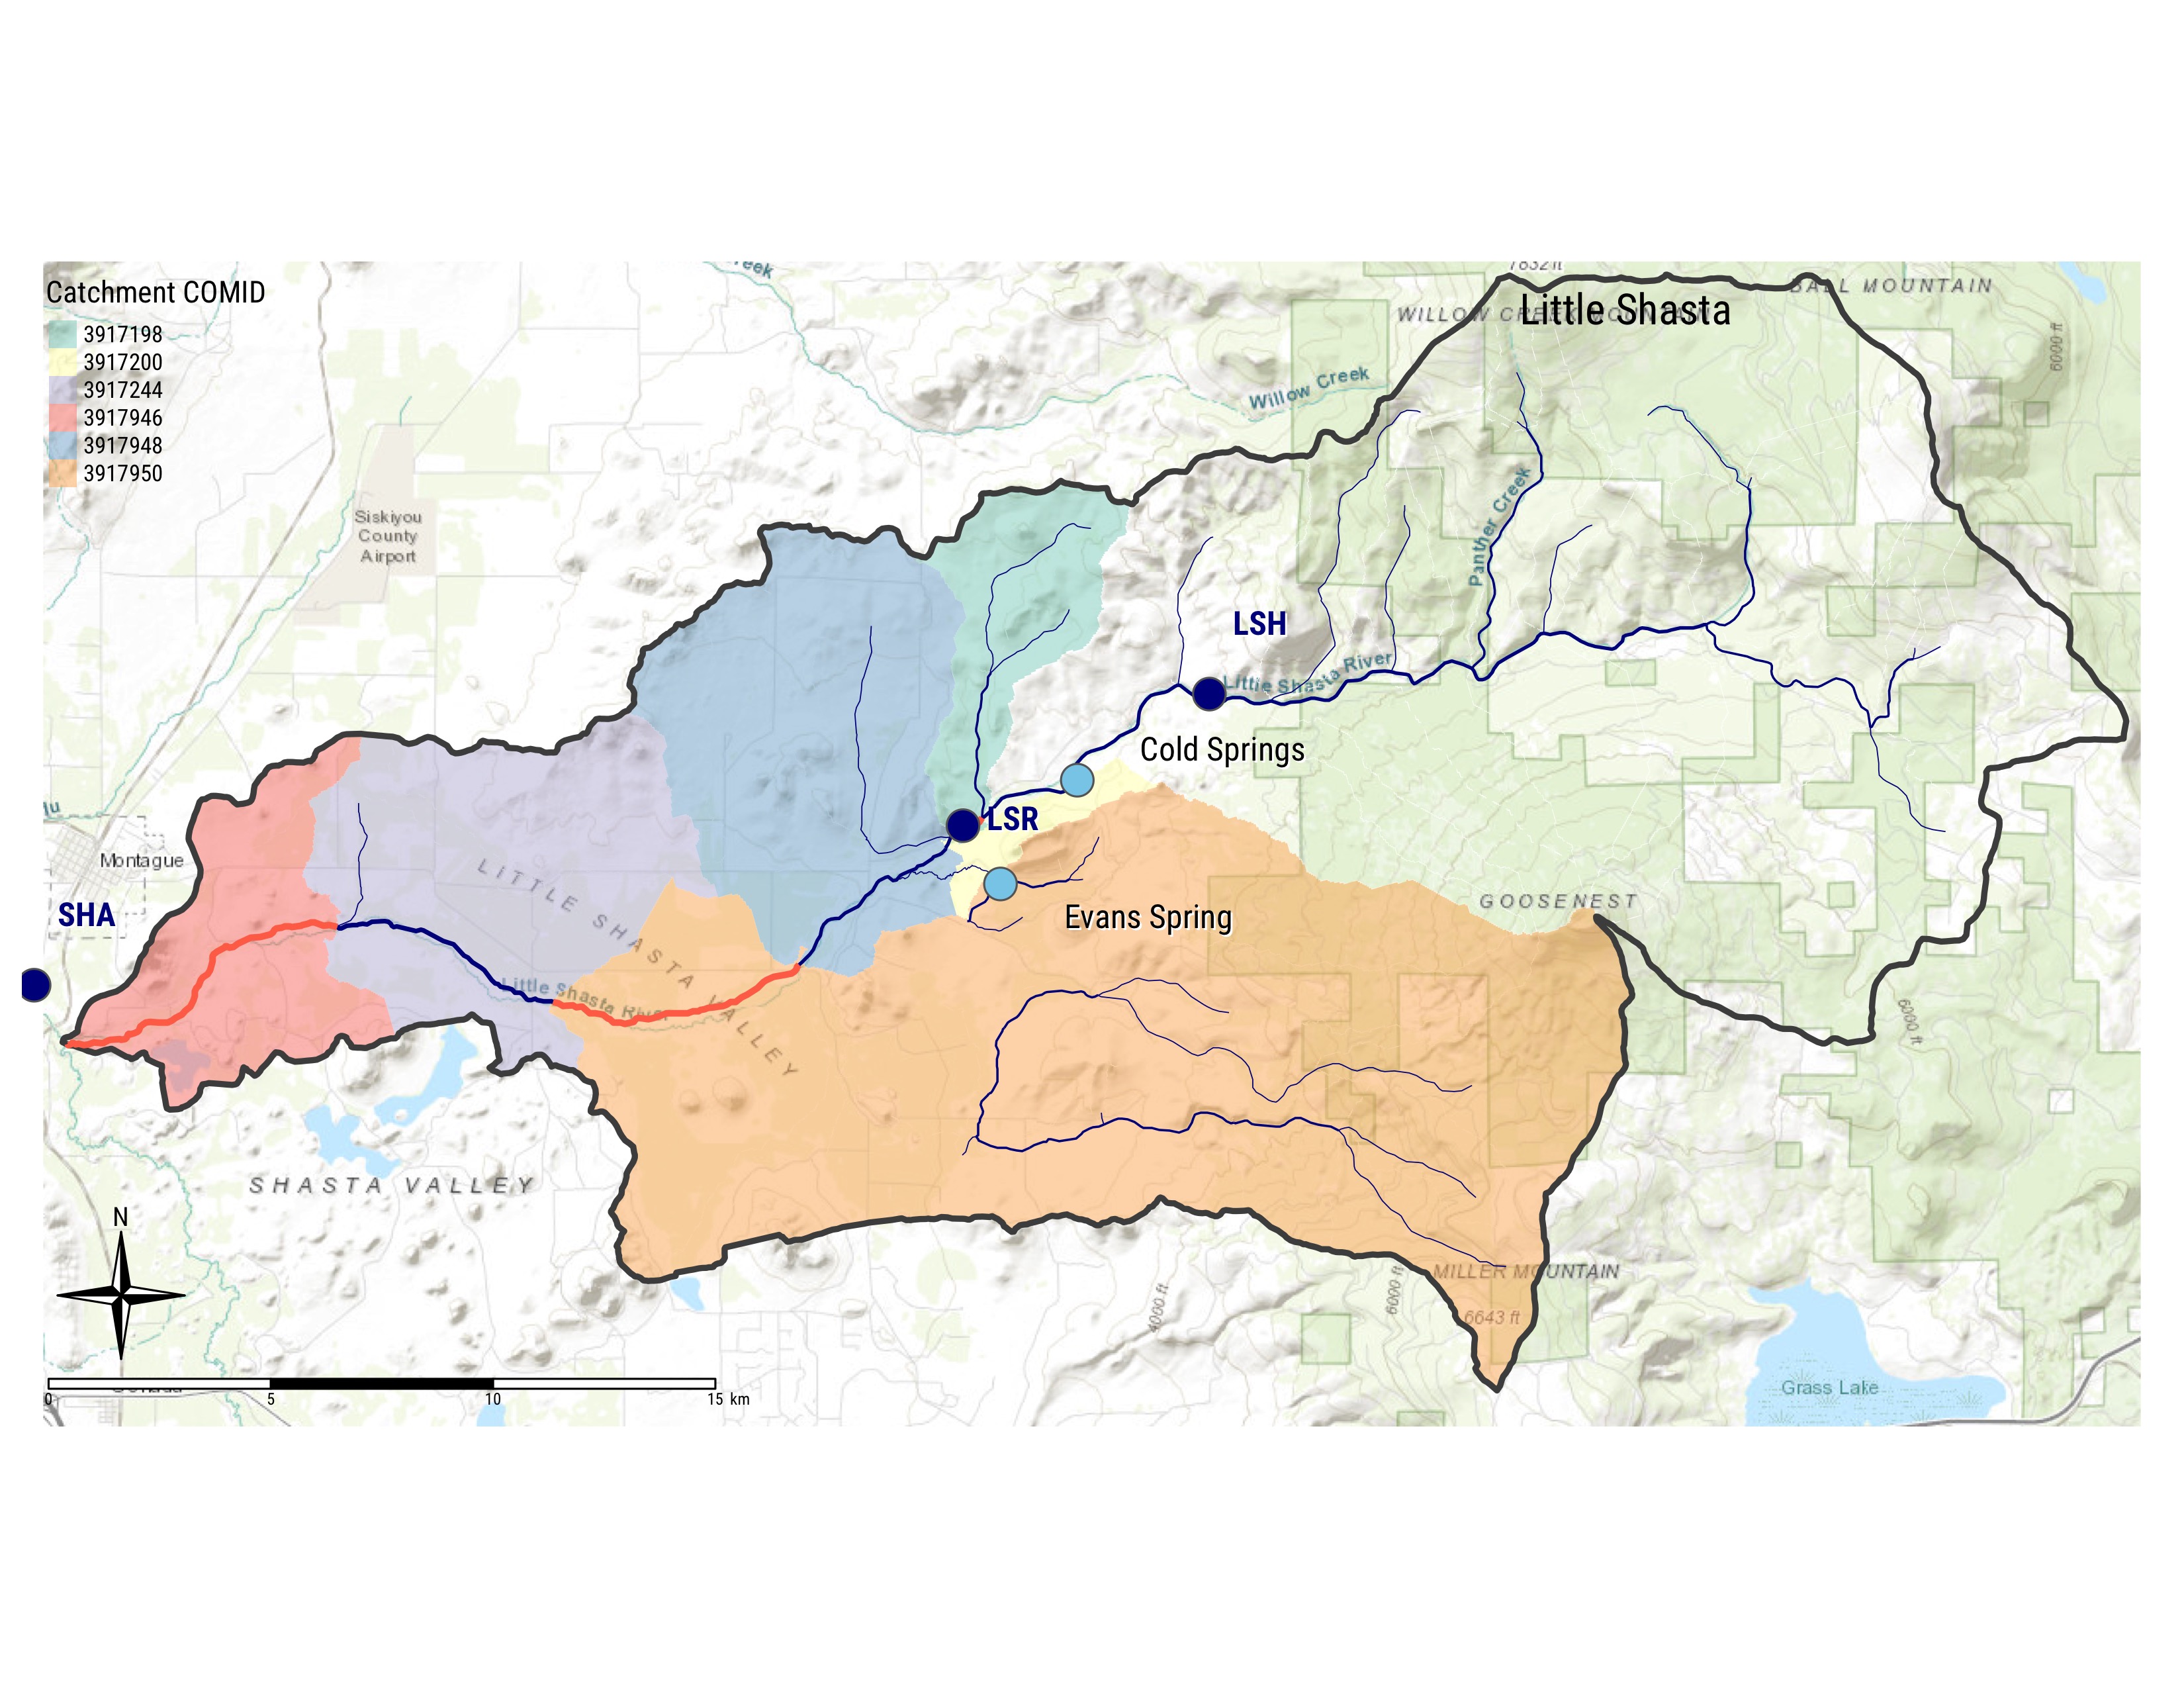 Catchment COMID
3917198
3917200
3917244
3917946
3917948
3917950
reek
7832 ft
BALL MOUNTAIN
WILLOW CREEK MOUNTAIN
Little Shasta
6000 ft
Willow Creek
Siskiyou
County
Airport
Panther Creek
LSH
Little Shasta River
Cold Springs
LSR
Montague
LITTLE SHASTA VALLEY
SHA
Evans Spring
GOOSENEST
Little Shasta River
6000 ft
SHASTA VALLEY
N
MILLER MOUNTAIN
6000 ft
4000 ft
6643 ft
Grass Lake
0 5 10 15 km